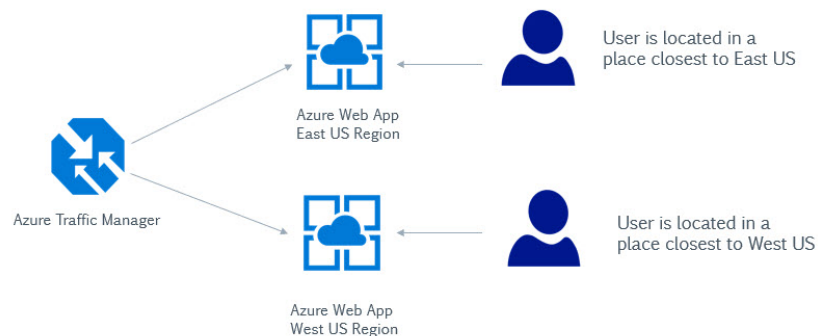 User is located in a
place closest to East US
Azure Web App
East US Region
Azure Traffic Manager
User is located in a
place closest to West US
Azure Web App
West US Region